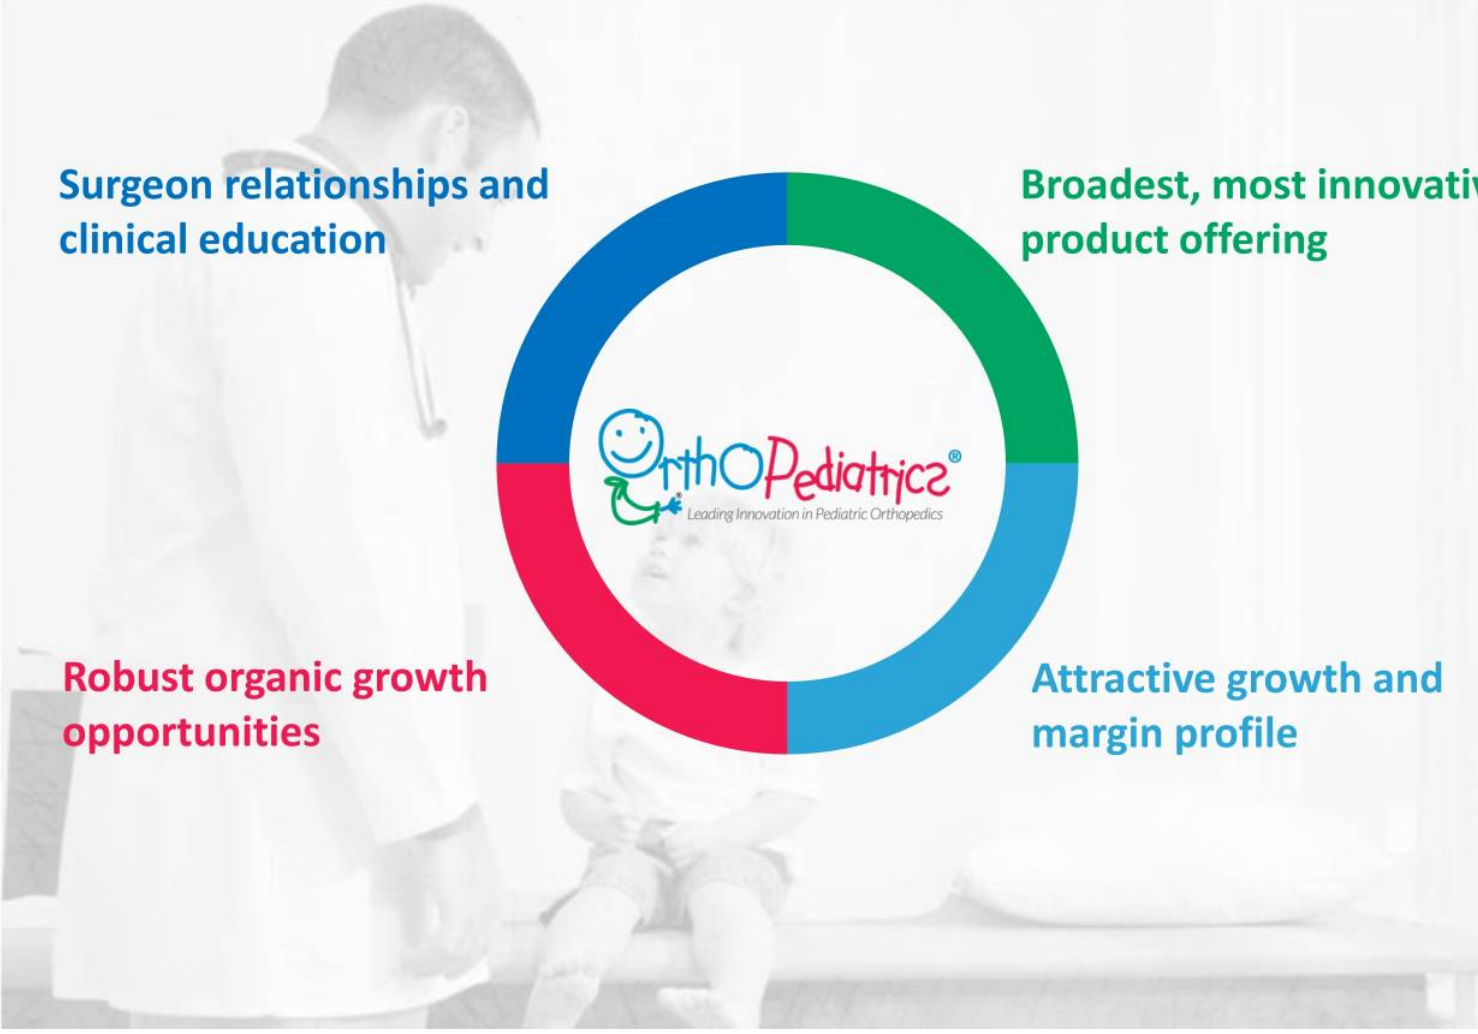 Surgeon relationships and
clinical education
Broadest, most innovativ
product offering
OrthOPediatrics®
®
Leading Innovation in Pediatric Orthopedics
Robust organic growth
opportunities
Attractive growth and
margin profile